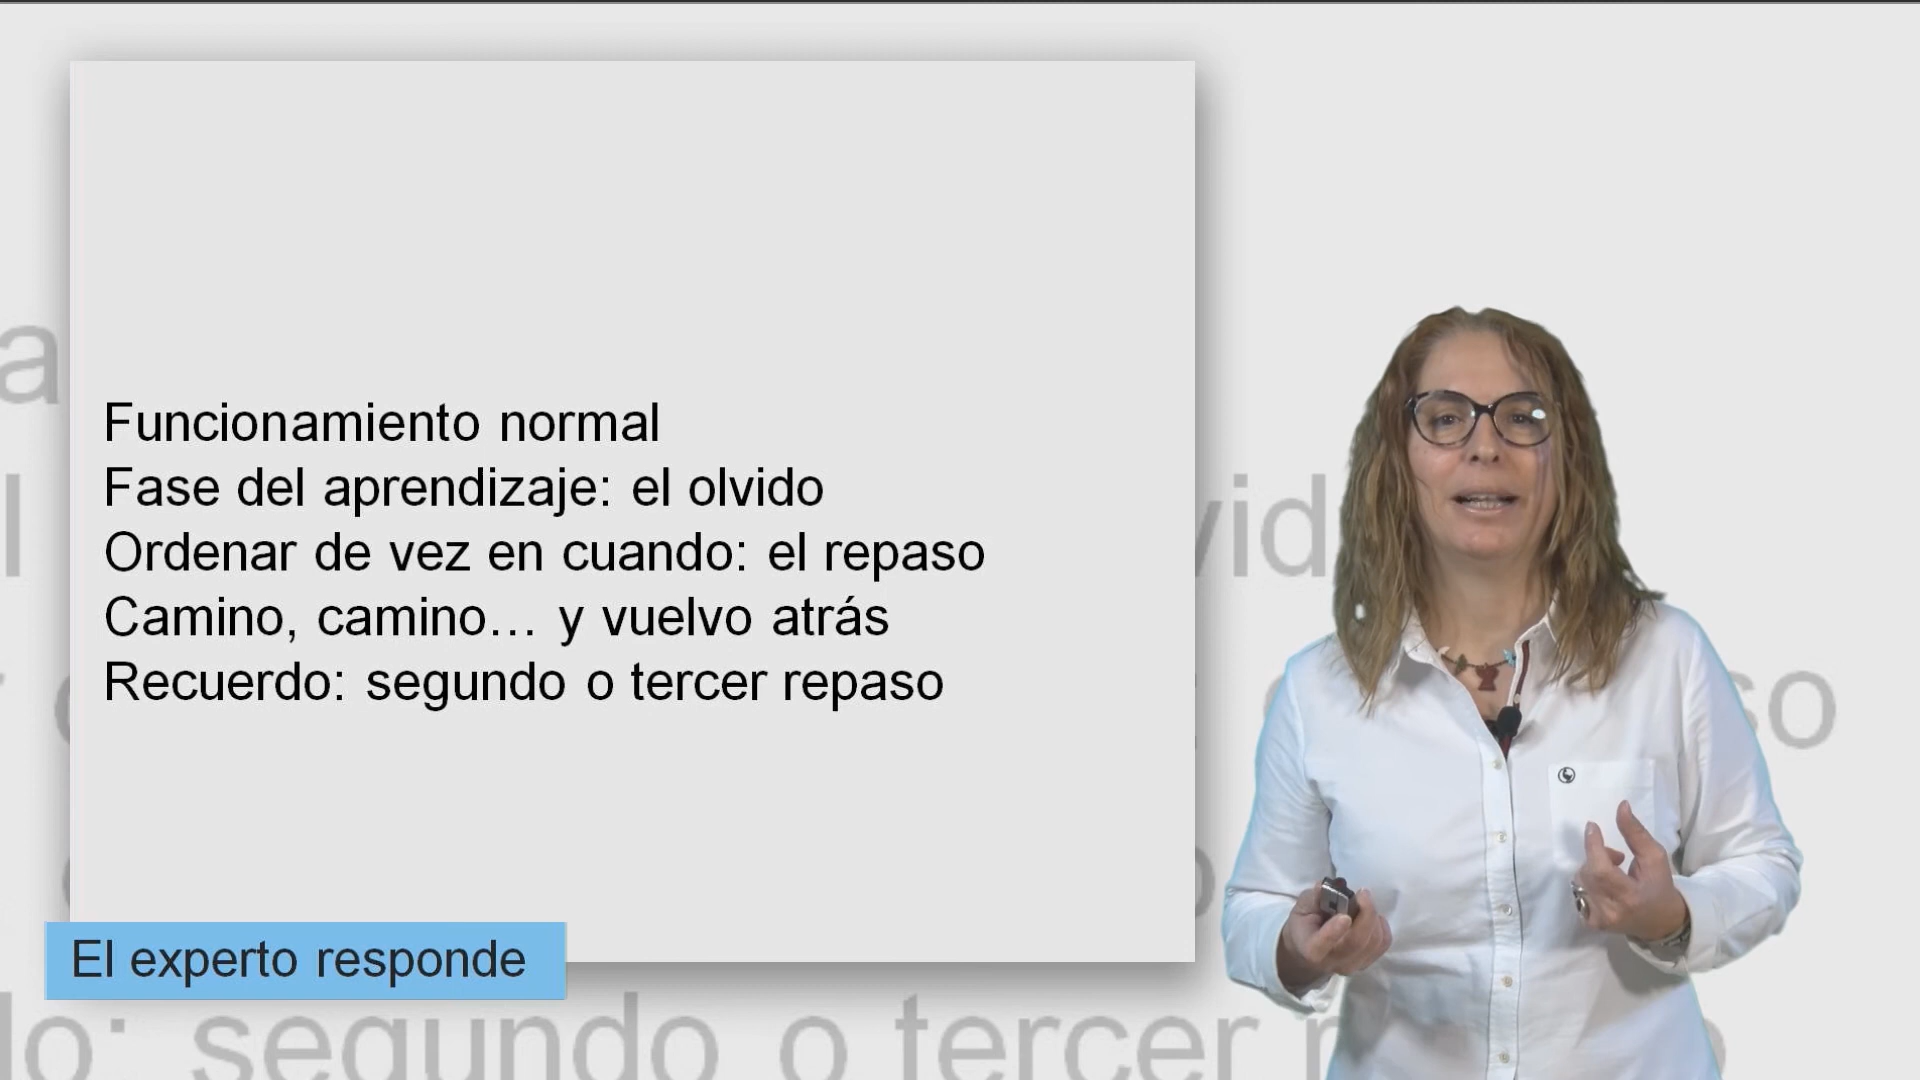 Funcionamiento normal
Fase del aprendizaje: el olvido
Ordenar de vez en cuando: el repaso
Camino, camino… y vuelvo atrás
Recuerdo: segundo o tercer repaso
El experto responde